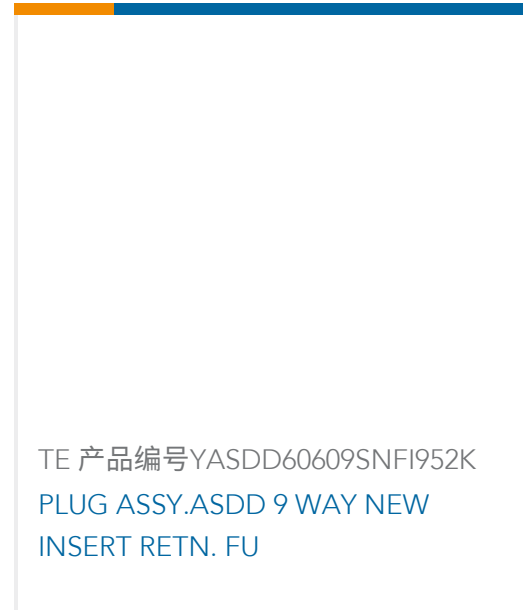 TE 产品编号YASDD60609SNFI952K
PLUG ASSY.ASDD 9 WAY NEW
INSERT RETN. FU